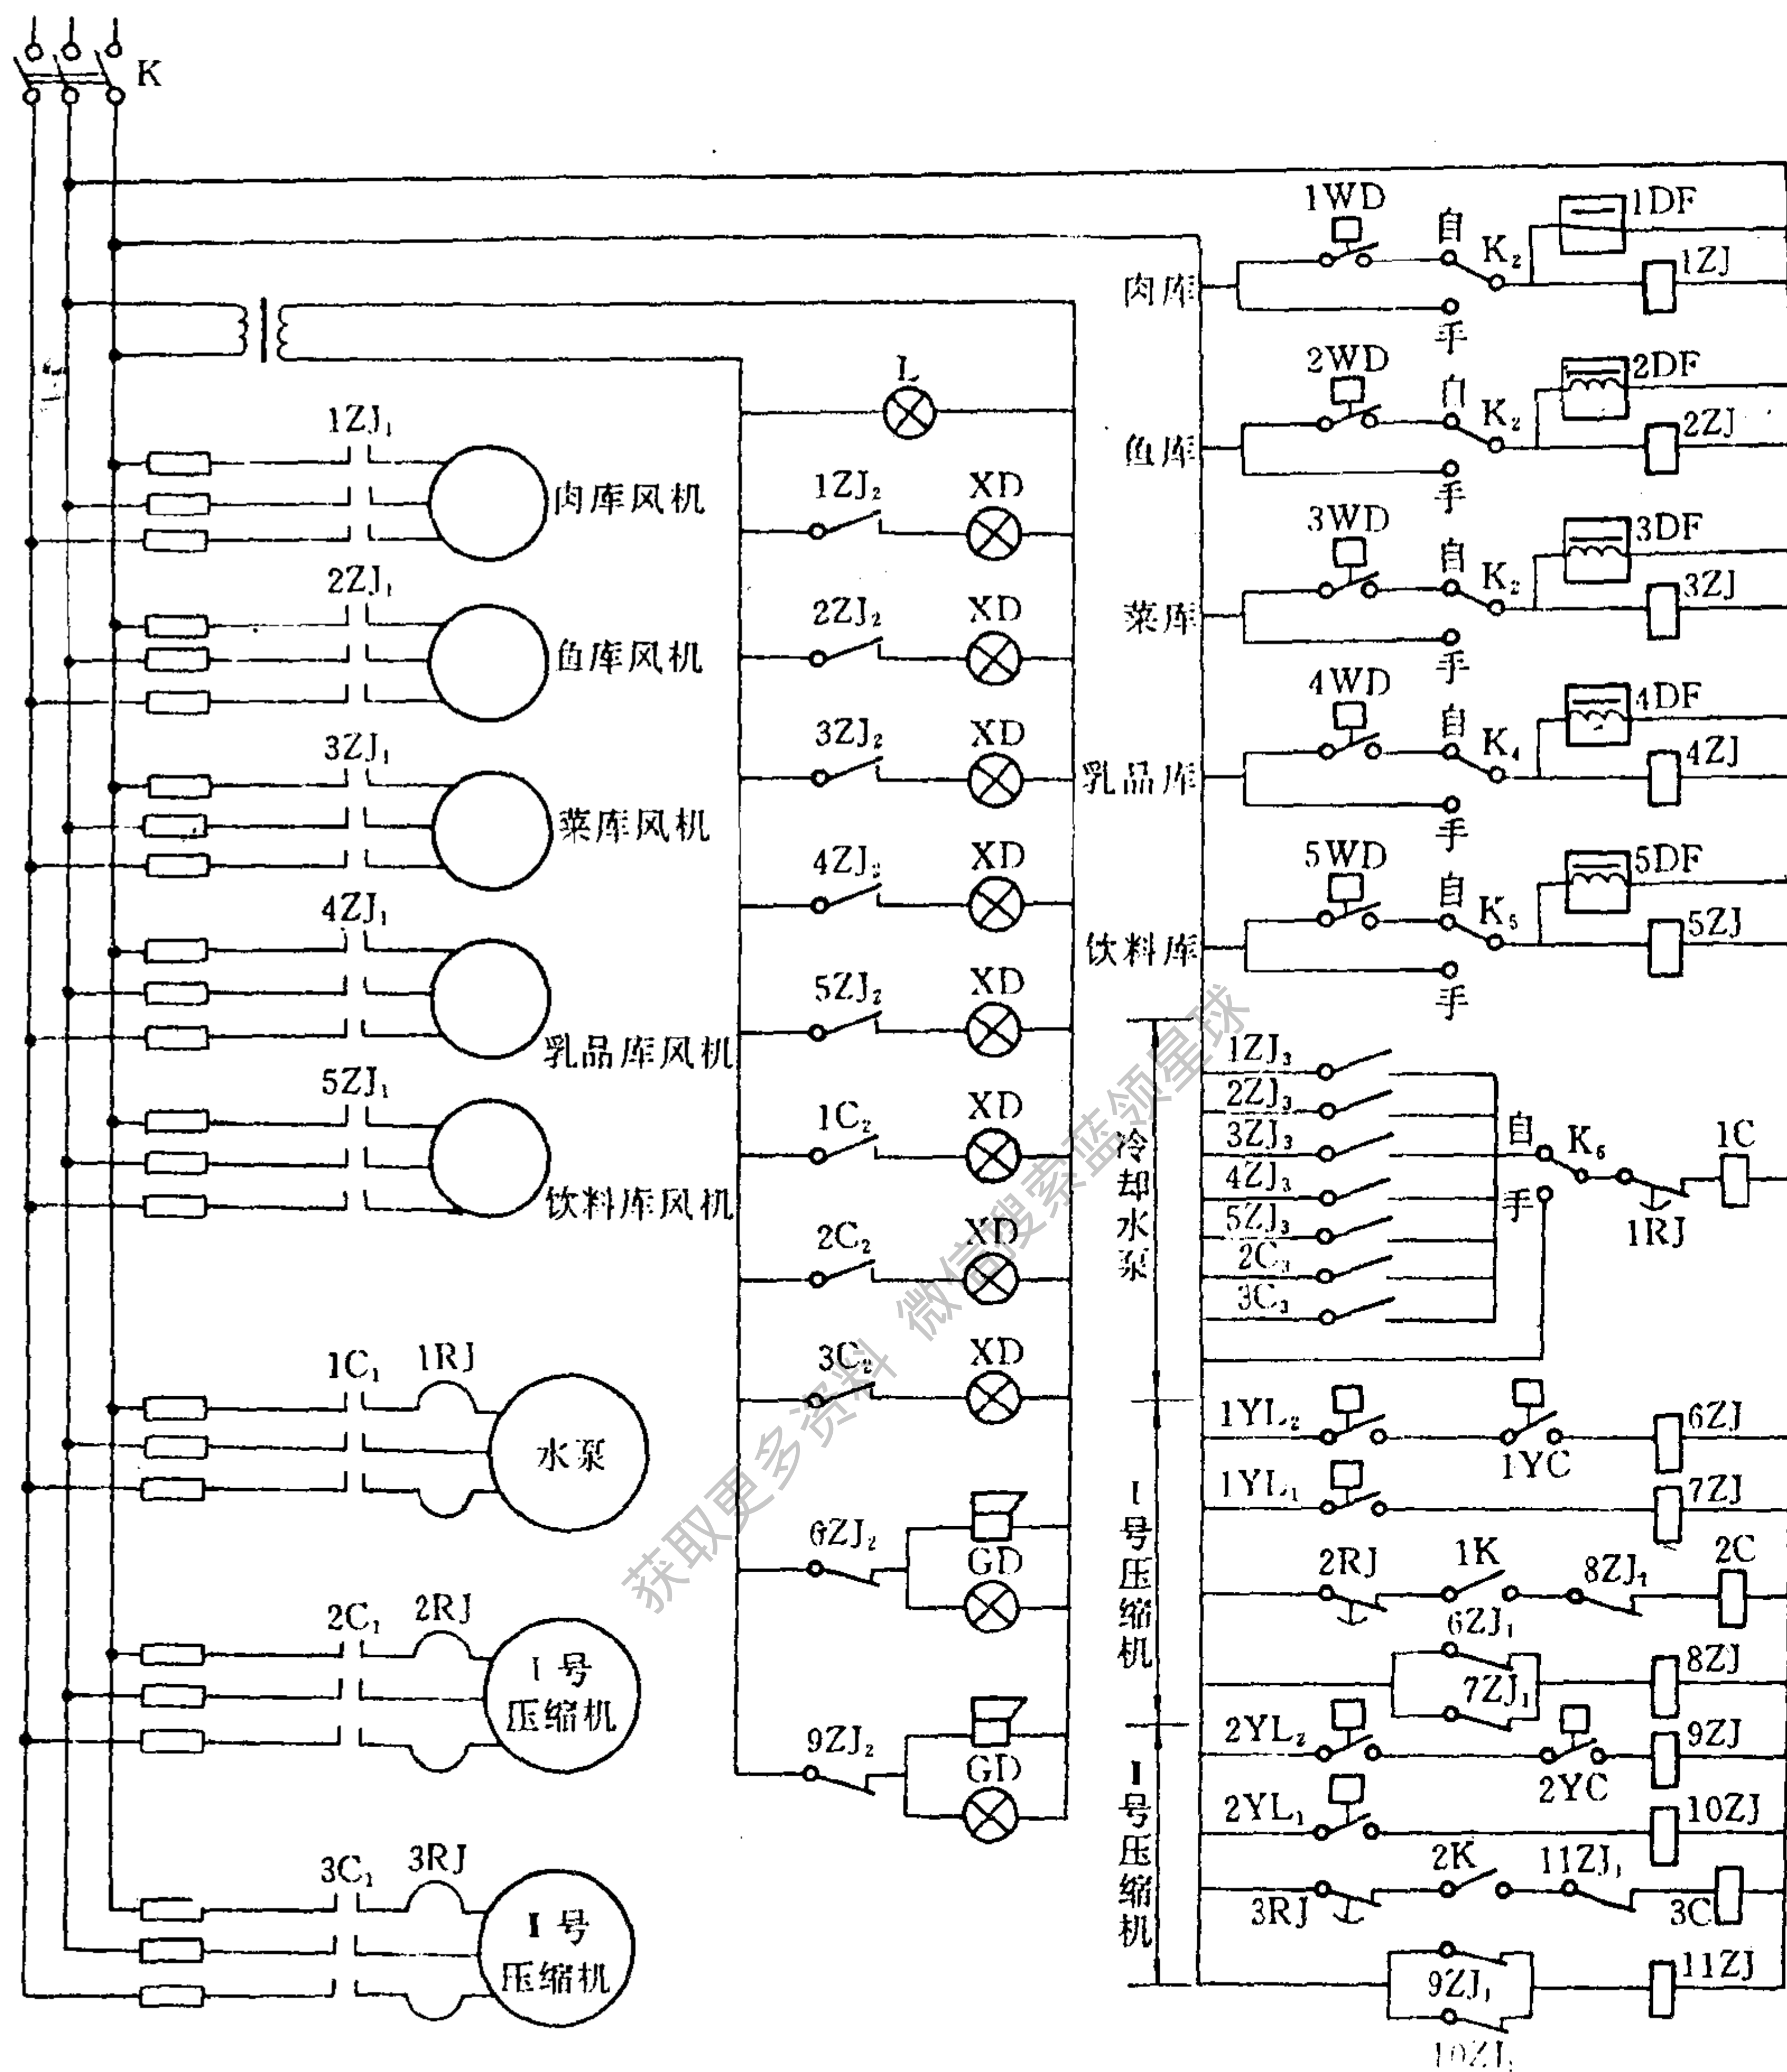 K
1WD
自
K₂
1DF
1ZJ
肉库
手
2WD
自
K₂
2DF
2ZJ
鱼库
手
3WD
自
K₂
3DF
3ZJ
菜库
手
4WD
自
K₄
4DF
4ZJ
乳品库
手
5WD
自
K₅
5DF
5ZJ
饮料库
手
L
1ZJ₁
肉库风机
2ZJ₁
鱼库风机
3ZJ₁
菜库风机
4ZJ₁
乳品库风机
5ZJ₁
饮料库风机
1C₁
1RJ
水泵
2C₁
2RJ
I号
压缩机
3C₁
3RJ
I号
压缩机
1ZJ₂
XD
2ZJ₂
XD
3ZJ₂
XD
4ZJ₂
XD
5ZJ₂
XD
1C₂
XD
2C₂
XD
3C₂
XD
6ZJ₂
GD
9ZJ₂
GD
冷却水泵
1ZJ₃
2ZJ₃
3ZJ₃
4ZJ₃
5ZJ₃
2C₃
3C₃
自
手
K₆
1RJ
1C
I号压缩机
1YL₂
1YC
6ZJ
1YL₁
7ZJ
2RJ
1K
8ZJ₁
2C
6ZJ₁
7ZJ₁
8ZJ
I号压缩机
2YL₂
2YC
9ZJ
2YL₁
10ZJ
3RJ
2K
11ZJ₁
3C
9ZJ₁
10ZJ₁
11ZJ
获取更多资料 微信搜索蓝领星球